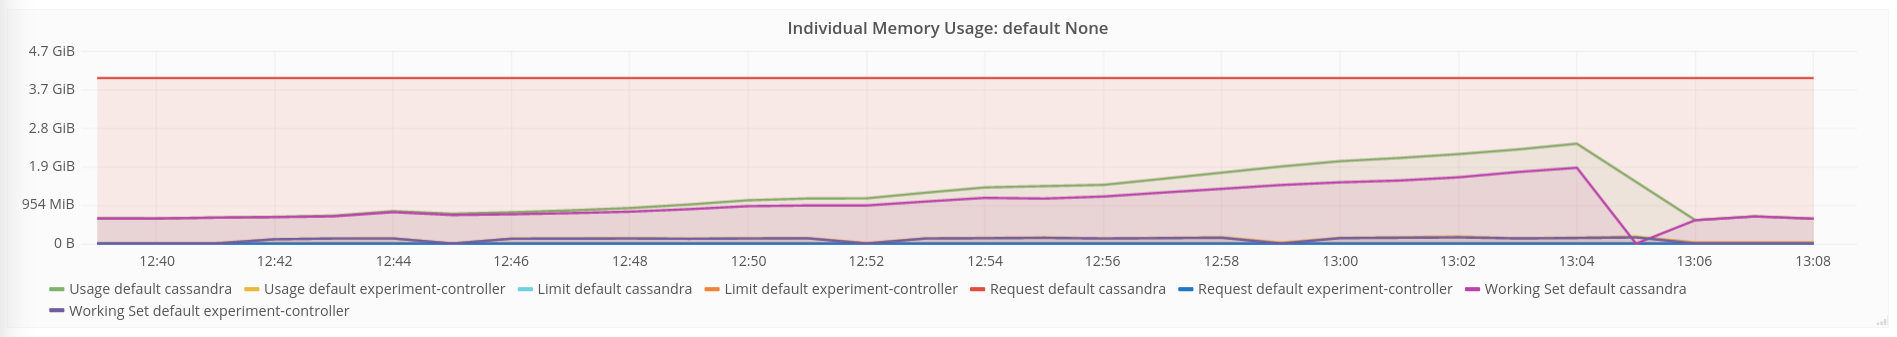 Individual Memory Usage: default None
4.7 GiB
3.7 GiB
2.8 GiB
1.9 GiB
954 MiB
0 B
12:40 12:42 12:44 12:46 12:48 12:50 12:52 12:54 12:56 12:58 13:00 13:02 13:04 13:06 13:08
Usage default cassandra Usage default experiment-controller Limit default cassandra Limit default experiment-controller Request default cassandra Request default experiment-controller Working Set default cassandra
Working Set default experiment-controller